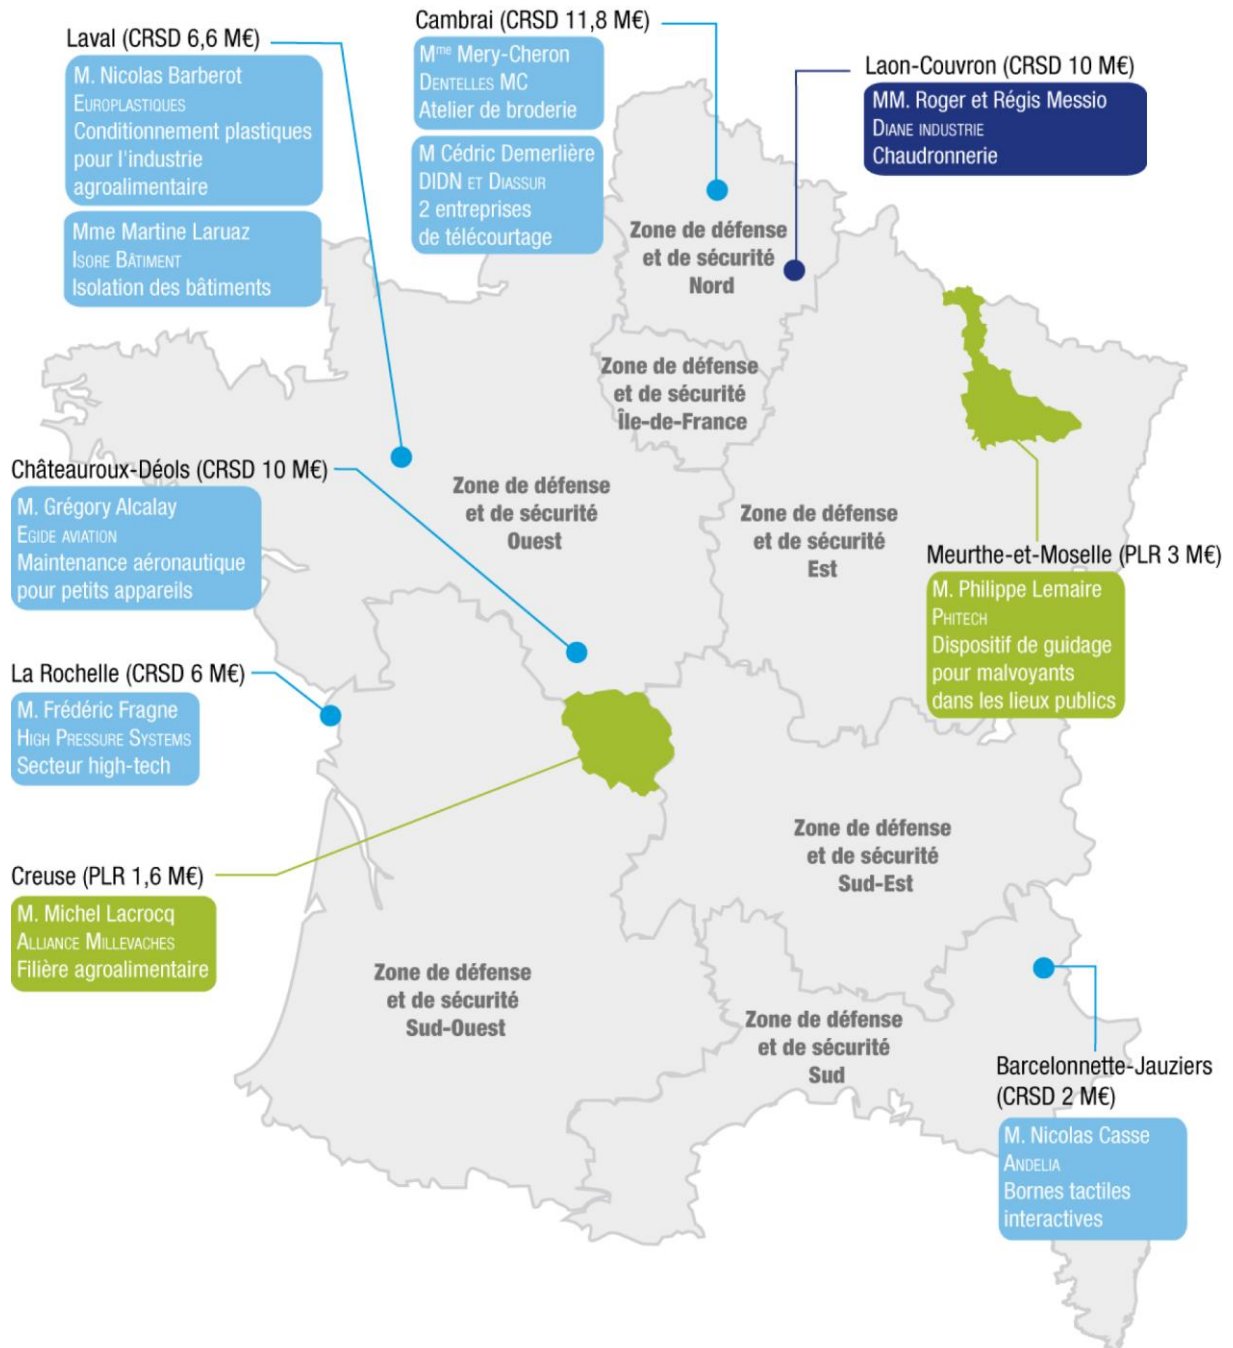 Laval (CRSD 6,6 M€)
M. Nicolas Barberot
EUROPLASTIQUES
Conditionnement plastiques
pour l'industrie
agroalimentaire
Mme Martine Laruaz
ISORE BÂTIMENT
Isolation des bâtiments
Cambrai (CRSD 11,8 M€)
Mme Mery-Cheron
DENTELLES MC
Atelier de broderie
M Cédric Demerlière
DIDN ET DIASSUR
2 entreprises
de télécourtage
Laon-Couvron (CRSD 10 M€)
MM. Roger et Régis Messio
DIANE INDUSTRIE
Chaudronnerie
Zone de défense
et de sécurité
Nord
Zone de défense
et de sécurité
Île-de-France
Châteauroux-Déols (CRSD 10 M€)
M. Grégory Alcalay
EGIDE AVIATION
Maintenance aéronautique
pour petits appareils
Zone de défense
et de sécurité
Ouest
Zone de défense
et de sécurité
Est
Meurthe-et-Moselle (PLR 3 M€)
M. Philippe Lemaire
PHITECH
Dispositif de guidage
pour malvoyants
dans les lieux publics
La Rochelle (CRSD 6 M€)
M. Frédéric Fragne
HIGH PRESSURE SYSTEMS
Secteur high-tech
Creuse (PLR 1,6 M€)
M. Michel Lacrocq
ALLIANCE MILLEVACHES
Filière agroalimentaire
Zone de défense
et de sécurité
Sud-Est
Zone de défense
et de sécurité
Sud-Ouest
Zone de défense
et de sécurité
Sud
Barcelonnette-Jauziers
(CRSD 2 M€)
M. Nicolas Casse
ANDELIA
Bornes tactiles
interactives